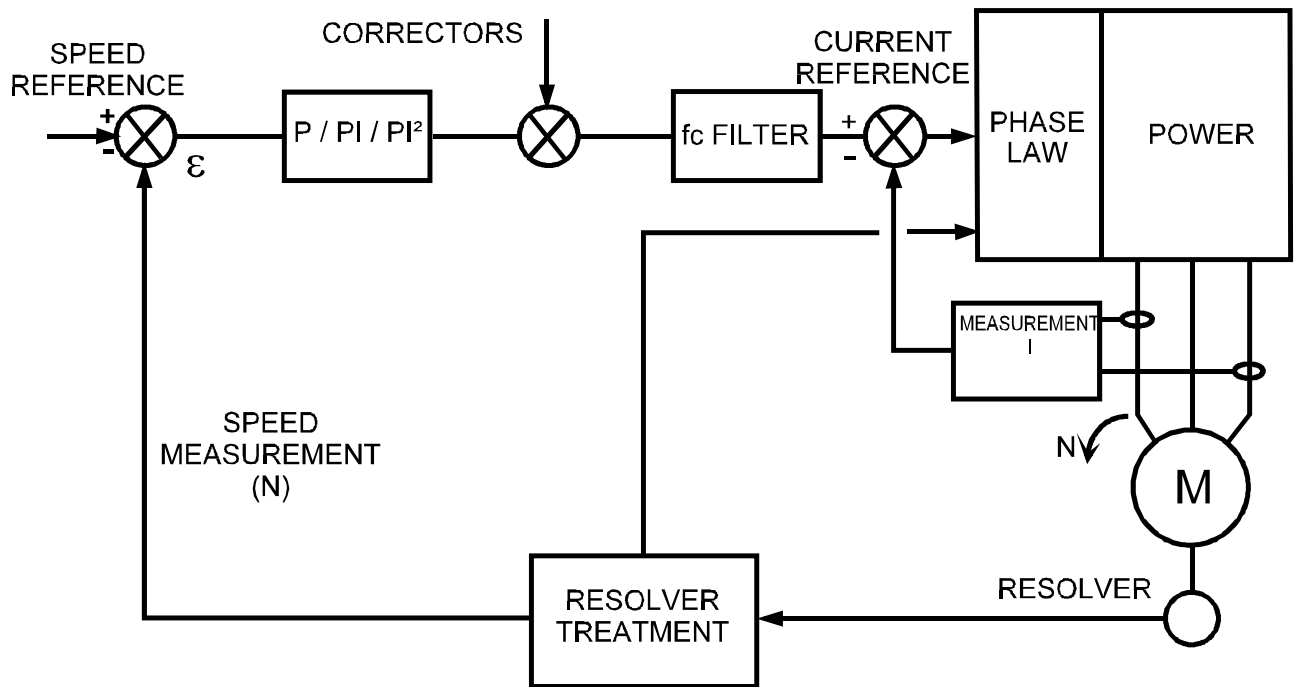 SPEED
REFERENCE
+
-
ε
P / PI / PI²
CORRECTORS
fc FILTER
CURRENT
REFERENCE
+
-
PHASE
LAW
POWER
MEASUREMENT
I
N
M
SPEED
MEASUREMENT
(N)
RESOLVER
TREATMENT
RESOLVER